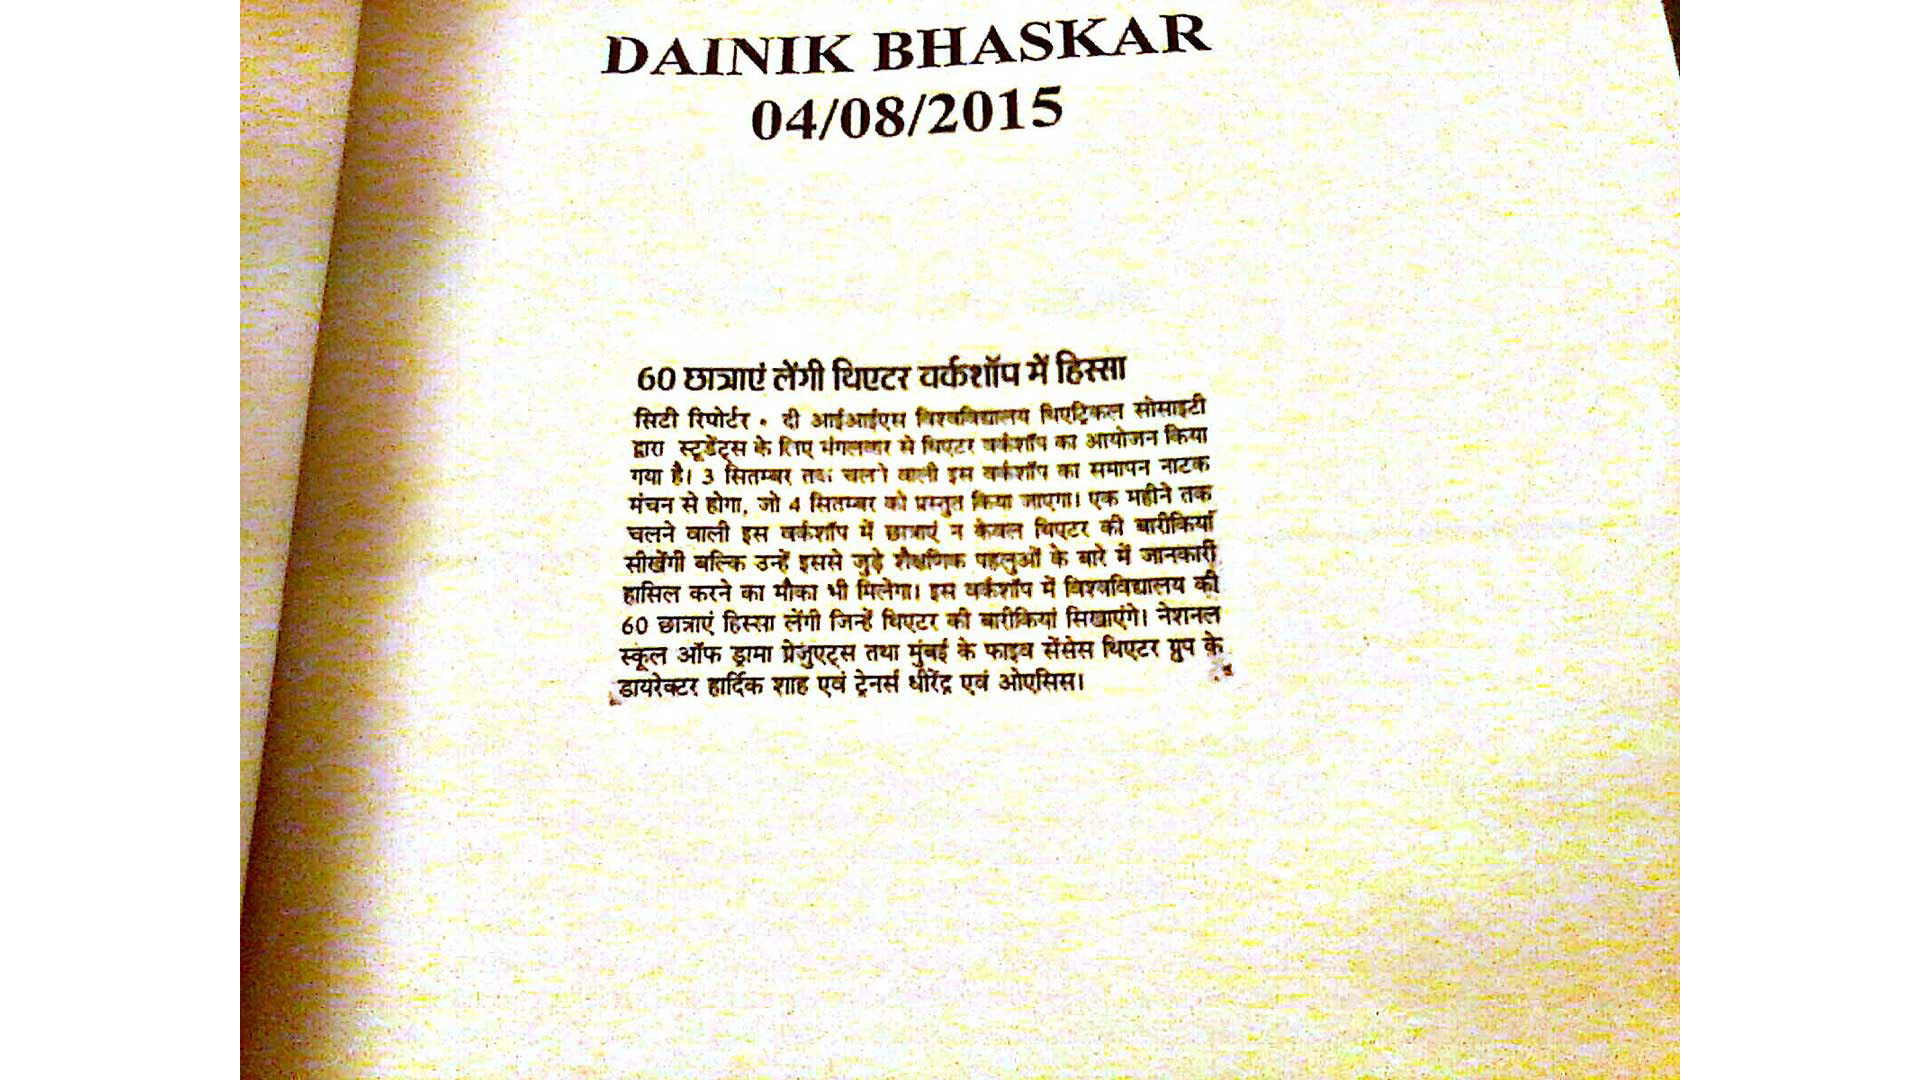 DAINIK BHASKAR
04/08/2015
60 छात्राएं लेंगी थिएटर वर्कशॉप में हिस्सा
सिटी रिपोर्टर • दी आईआईएस विश्वविद्यालय थिएट्रिकल सोसाइटी
द्वारा स्टूडेंट्स के लिए मंगलवार से थिएटर वर्कशॉप का आयोजन किया
गया है। 3 सितम्बर तक चलने वाली इस वर्कशॉप का समापन नाटक
मंचन से होगा, जो 4 सितम्बर को प्रस्तुत किया जाएगा। एक महीने तक
चलने वाली इस वर्कशॉप में छात्राएं न केवल थिएटर की बारीकियां
सीखेंगी बल्कि उन्हें इससे जुड़े शैक्षणिक पहलुओं के बारे में जानकारी
हासिल करने का मौका भी मिलेगा। इस वर्कशॉप में विश्वविद्यालय की
60 छात्राएं हिस्सा लेंगी जिन्हें थिएटर की बारीकियां सिखाएंगे। नेशनल
स्कूल ऑफ ड्रामा ग्रेजुएट्स तथा मुंबई के फाइव सेंसेस थिएटर ग्रुप के
डायरेक्टर हार्दिक शाह एवं ट्रेनर्स धीरेंद्र एवं ओएसिस।